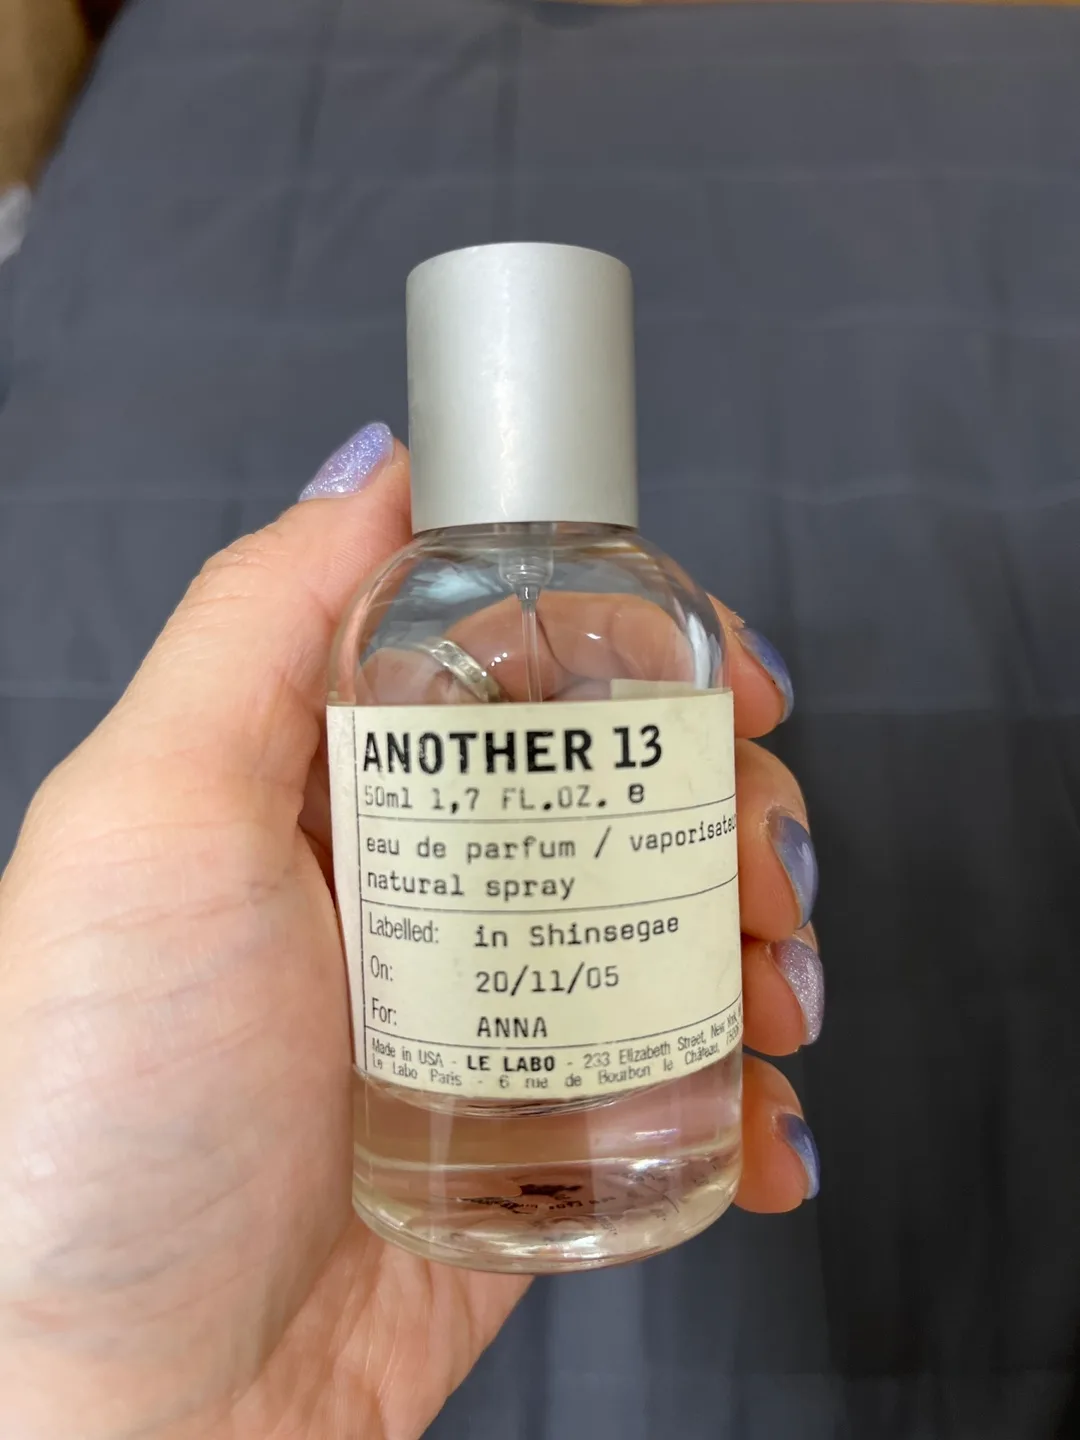 ANOTHER 13
50ml 1,7 FL.OZ. e
eau de parfum / vaporisateu
natural spray
Labelled: in Shinsegae
On: 20/11/05
For: ANNA
Made in USA - LE LABO - 233 Elizabeth Street, New York,
Le Labo Paris - 6 rue de Bourbon le Château,